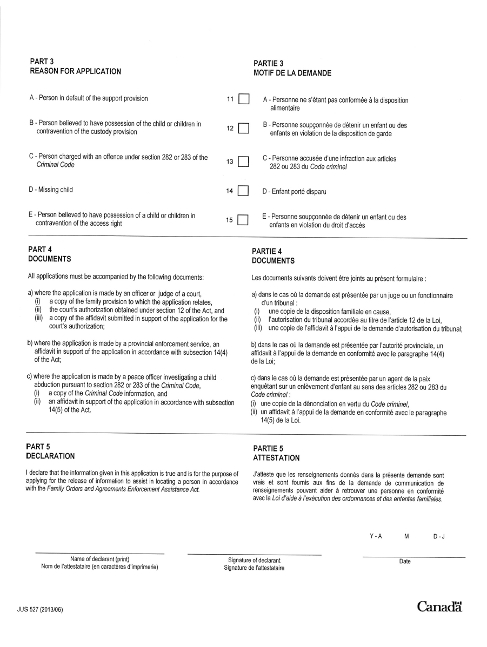 PART 3
REASON FOR APPLICATION
PARTIE 3
MOTIF DE LA DEMANDE
A - Person in default of the support provision
11
A - Personne ne s'étant pas conformée à la disposition
alimentaire
B - Person believed to have possession of the child or children in
contravention of the custody provision
12
B - Personne soupçonnée de détenir un enfant ou des
enfants en violation de la disposition de garde
C - Person charged with an offence under section 282 or 283 of the
Criminal Code
13
C - Personne accusée d'une infraction aux articles
282 ou 283 du Code criminel
D - Missing child
14
D - Enfant porté disparu
E - Person believed to have possession of a child or children in
contravention of the access right
15
E - Personne soupçonnée de détenir un enfant ou des
enfants en violation du droit d'accès
PART 4
DOCUMENTS
All applications must be accompanied by the following documents:
a) where the application is made by an officer or judge of a court,
(i) a copy of the family provision to which the application relates,
(ii) the court's authorization obtained under section 12 of the Act, and
(iii) a copy of the affidavit submitted in support of the application for the
court's authorization;
b) where the application is made by a provincial enforcement service, an
affidavit in support of the application in accordance with subsection 14(4)
of the Act;
c) where the application is made by a peace officer investigating a child
abduction pursuant to section 282 or 283 of the Criminal Code,
(i) a copy of the Criminal Code information, and
(ii) an affidavit in support of the application in accordance with subsection
14(5) of the Act.
PARTIE 4
DOCUMENTS
Les documents suivants doivent être joints au présent formulaire :
a) dans le cas où la demande est présentée par un juge ou un fonctionnaire
d'un tribunal :
(i) une copie de la disposition familiale en cause,
(ii) l'autorisation du tribunal accordée au titre de l'article 12 de la Loi,
(iii) une copie de l'affidavit à l'appui de la demande d'autorisation du tribunal;
b) dans le cas où la demande est présentée par l'autorité provinciale, un
affidavit à l'appui de la demande en conformité avec le paragraphe 14(4)
de la Loi;
c) dans le cas où la demande est présentée par un agent de la paix
enquêtant sur un enlèvement d'enfant au sens des articles 282 ou 283 du
Code criminel :
(i) une copie de la dénonciation en vertu du Code criminel,
(ii) un affidavit à l'appui de la demande en conformité avec le paragraphe
14(5) de la Loi.
PART 5
DECLARATION
I declare that the information given in this application is true and is for the purpose of
applying for the release of information to assist in locating a person in accordance
with the Family Orders and Agreements Enforcement Assistance Act.
PARTIE 5
ATTESTATION
J'atteste que les renseignements donnés dans la présente demande sont
vrais et sont fournis aux fins de la demande de communication de
renseignements pouvant aider à retrouver une personne en conformité
avec la Loi d'aide à l'exécution des ordonnances et des ententes familiales.
Y - A M D - J
Name of declarant (print)
Nom de l'attestataire (en caractères d'imprimerie)
Signature of declarant
Signature de l'attestataire
Date
JUS 527 (2013/06)
Canada